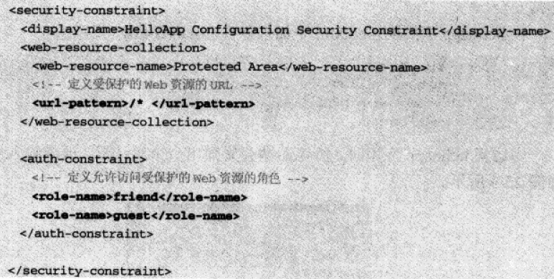 <security-constraint>
<display-name>HelloApp Configuration Security Constraint</display-name>
<web-resource-collection>
<web-resource-name>Protected Area</web-resource-name>
<!-- 定义受保护的 Web 资源的 URL -->
<url-pattern>/* </url-pattern>
</web-resource-collection>
<auth-constraint>
<!-- 定义允许访问受保护的 Web 资源的角色 -->
<role-name>friend</role-name>
<role-name>guest</role-name>
</auth-constraint>
</security-constraint>